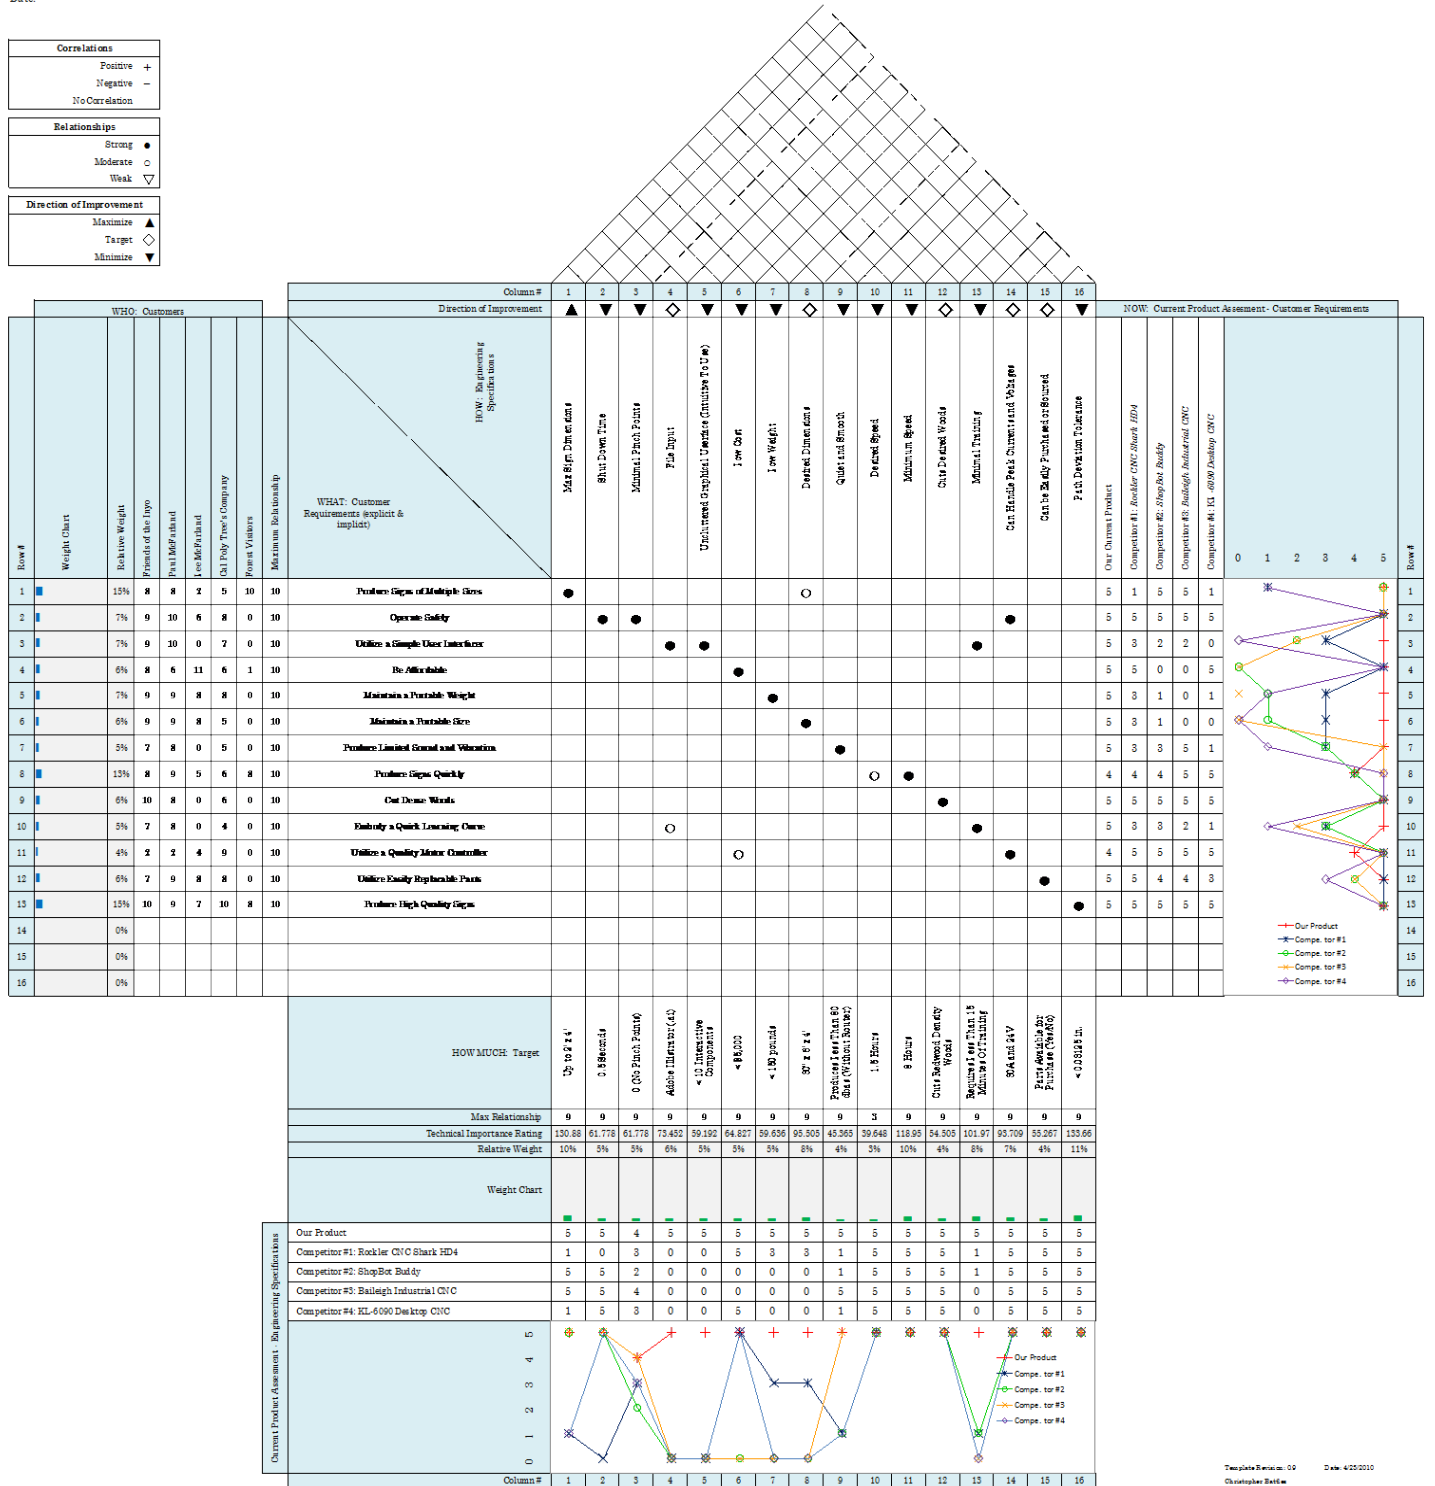 Date:
Correlations
Positive +
Negative −
No Correlation
Relationships
Strong ●
Moderate ○
Weak ▽
Direction of Improvement
Maximize ▲
Target ◇
Minimize ▼
Column # 1 2 3 4 5 6 7 8 9 10 11 12 13 14 15 16
WHO: Customers
Direction of Improvement ▲ ▼ ▼ ◇ ▼ ▼ ▼ ◇ ▼ ▼ ▼ ◇ ▼ ◇ ◇ ▼
NOW: Current Product Assesment - Customer Requirements
Row #
Weight Chart
Relative Weight
Friends of the Inyo
Paul McFarland
Lee McFarland
Cal Poly Tree's Company
Forest Visitors
Maximum Relationship
HOW: Engineering
Specifications
WHAT: Customer
Requirements (explicit &
implicit)
Max Sign Dimensions
Shut Down Time
Minimal Pinch Points
File Input
Uncluttered Graphical Userface (Intuitive To Use)
Low Cost
Low Weight
Desired Dimensions
Quiet and Smooth
Desired Speed
Minimum Speed
Cuts Desired Woods
Minimal Training
Can Handle Peak Currents and Voltages
Can be Easily Purchased or Sourced
Path Deviation Tolerance
Our Current Product
Competitor #1: Rockler CNC Shark HD4
Competitor #2: ShopBot Buddy
Competitor #3: Baileigh Industrial CNC
Competitor #4: KL-6090 Desktop CNC
0 1 2 3 4 5
Row #
1 15% 8 8 2 5 10 10 Produce Signs of Multiple Sizes ● ○ 5 1 5 5 1 1
2 7% 9 10 6 8 0 10 Operate Safely ● ● ● 5 5 5 5 5 2
3 7% 9 10 0 7 0 10 Utilize a Simple User Interface ● ● ● 5 3 2 2 0 3
4 6% 8 6 11 6 1 10 Be Affordable ● 5 5 0 0 5 4
5 7% 9 9 8 8 0 10 Maintain a Portable Weight ● 5 3 1 0 1 5
6 6% 9 9 8 5 0 10 Maintain a Portable Size ● 5 3 1 0 0 6
7 5% 7 8 0 5 0 10 Produce Limited Sound and Vibration ● 5 3 3 5 1 7
8 13% 8 9 5 6 8 10 Produce Signs Quickly ○ ● 4 4 4 5 5 8
9 6% 10 8 0 6 0 10 Cut Dense Woods ● 5 5 5 5 5 9
10 5% 7 8 0 4 0 10 Embody a Quick Learning Curve ○ ● 5 3 3 2 1 10
11 4% 2 2 4 9 0 10 Utilize a Quality Motor Controller ○ ● 4 5 5 5 5 11
12 6% 7 9 8 8 0 10 Utilize Easily Replacable Parts ● 5 5 4 4 3 12
13 15% 10 9 7 10 8 10 Produce High Quality Signs ● 5 5 5 5 5 13
14 0% 14
15 0% 15
16 0% 16
Our Product
Compe. tor #1
Compe. tor #2
Compe. tor #3
Compe. tor #4
HOW MUCH: Target
Up to 2' x 4'
0.5 Seconds
0 (No Pinch Points)
Adobe Illistrator (.ai)
< 10 Interactive
Components
< $5,000
< 150 pounds
Produces Less Than 80
dbas (Without Router)
1.5 Hours
8 Hours
Cuts Redwood Density
Woods
Requires Less Than 15
Minutes Of Training
30A and 24V
Parts Available for
Purchase (Yes/No)
< 0.03125 in.
Max Relationship 9 9 9 9 9 9 9 9 9 3 9 9 9 9 9 9
Technical Importance Rating 130.88 61.778 61.778 73.452 59.192 64.827 59.636 95.505 45.365 39.648 118.95 54.505 101.97 93.709 55.267 133.66
Relative Weight 10% 5% 5% 6% 5% 5% 5% 8% 4% 3% 10% 4% 8% 7% 4% 11%
Weight Chart
Current Product Assesment - Engineering Specifications
Our Product 5 5 4 5 5 5 5 5 5 5 5 5 5 5 5 5
Competitor #1: Rockler CNC Shark HD4 1 0 3 0 0 5 3 3 1 5 5 5 1 5 5 5
Competitor #2: ShopBot Buddy 5 5 2 0 0 0 0 0 1 5 5 5 1 5 5 5
Competitor #3: Baileigh Industrial CNC 5 5 4 0 0 0 0 0 5 5 5 5 0 5 5 5
Competitor #4: KL-6090 Desktop CNC 1 5 3 0 0 5 0 0 1 5 5 5 0 5 5 5
5
4
3
2
1
0
Our Product
Compe. tor #1
Compe. tor #2
Compe. tor #3
Compe. tor #4
Column # 1 2 3 4 5 6 7 8 9 10 11 12 13 14 15 16
Template Revision: 0.9 Date: 4/23/2010
Christopher Battles